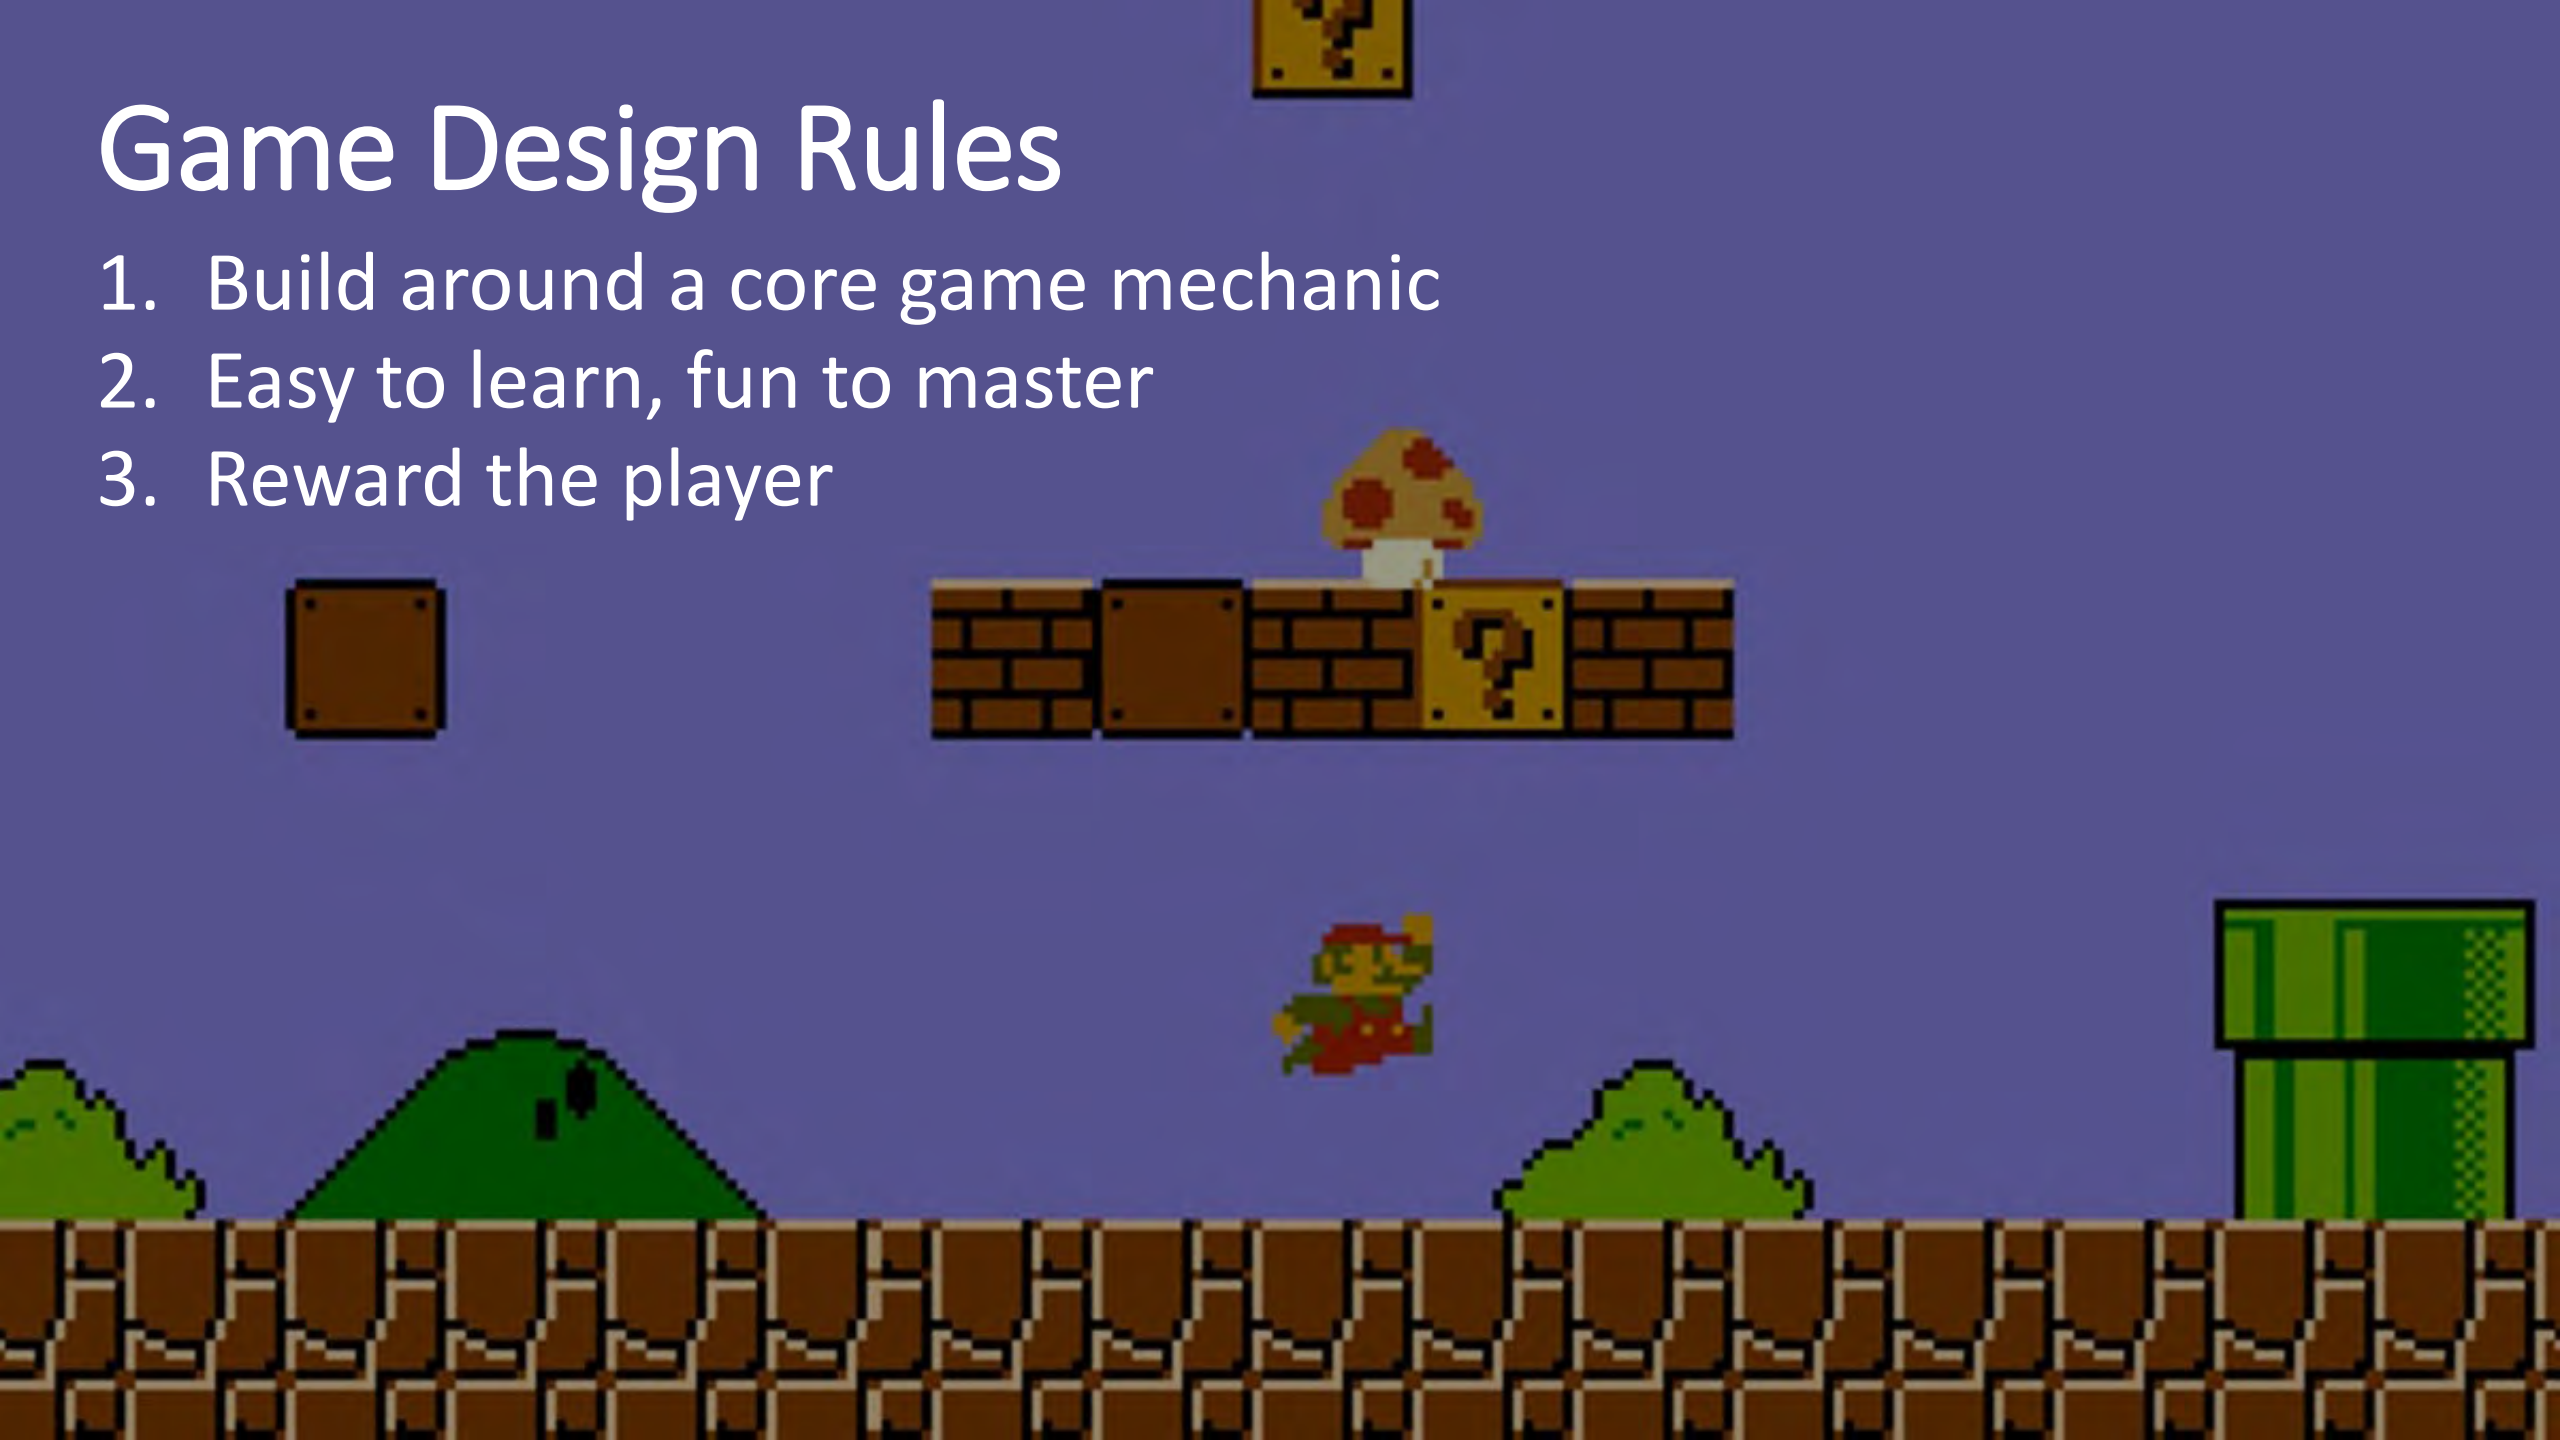 ?
Game Design Rules
1. Build around a core game mechanic
2. Easy to learn, fun to master
3. Reward the player
?